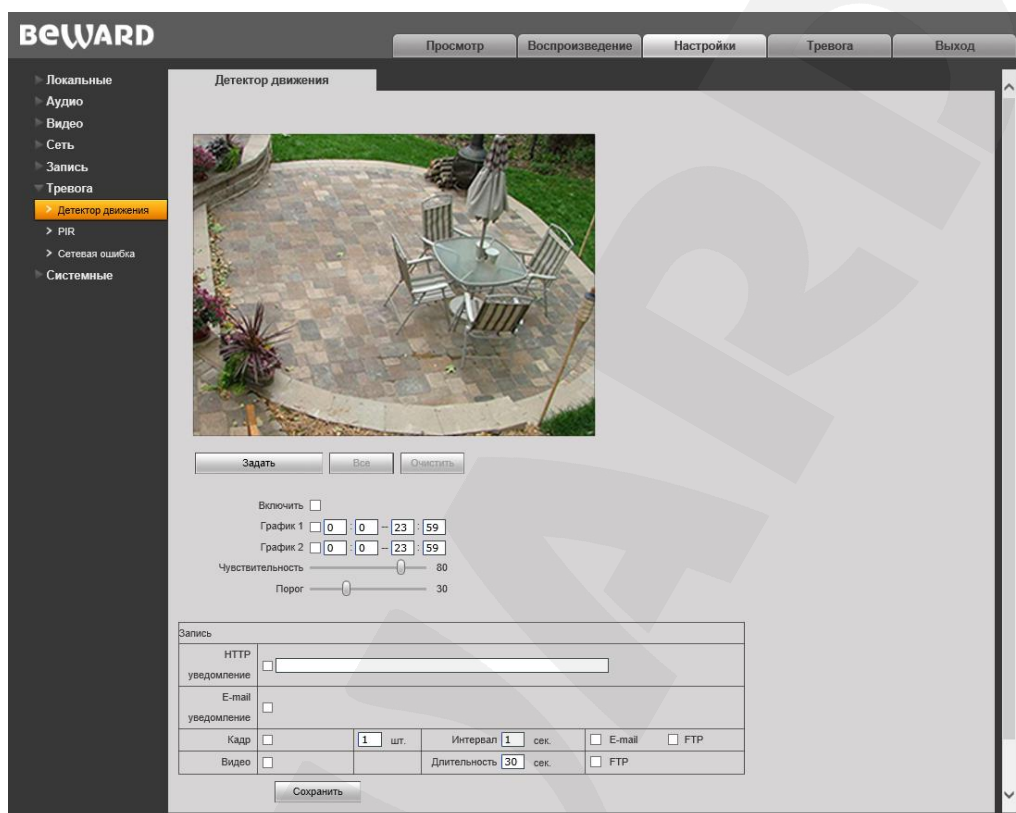 BEWARD
Просмотр Воспроизведение Настройки Тревога Выход
Локальные
Аудио
Видео
Сеть
Запись
Тревога
Детектор движения
PIR
Сетевая ошибка
Системные
Детектор движения
Задать Все Очистить
Включить
График 1 0 : 0 -- 23 : 59
График 2 0 : 0 -- 23 : 59
Чувствительность 80
Порог 30
Запись
HTTP
уведомление
E-mail
уведомление
Кадр 1 шт. Интервал 1 сек. E-mail FTP
Видео Длительность 30 сек. FTP
Сохранить